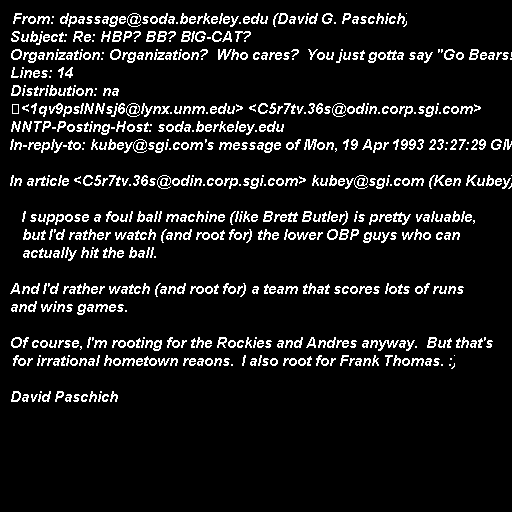 From: dpassage@soda.berkeley.edu (David G. Paschich)
Subject: Re: HBP? BB? BIG-CAT?
Organization: Organization?  Who cares?  You just gotta say "Go Bears!
Lines: 14
Distribution: na
<1qv9psINNsj6@lynx.unm.edu> <C5r7tv.36s@odin.corp.sgi.com>
NNTP-Posting-Host: soda.berkeley.edu
In-reply-to: kubey@sgi.com's message of Mon, 19 Apr 1993 23:27:29 GM

In article <C5r7tv.36s@odin.corp.sgi.com> kubey@sgi.com (Ken Kubey)

I suppose a foul ball machine (like Brett Butler) is pretty valuable,
but I'd rather watch (and root for) the lower OBP guys who can
actually hit the ball.

And I'd rather watch (and root for) a team that scores lots of runs
and wins games.

Of course, I'm rooting for the Rockies and Andres anyway.  But that's
for irrational hometown reaons.  I also root for Frank Thomas. :)

David Paschich